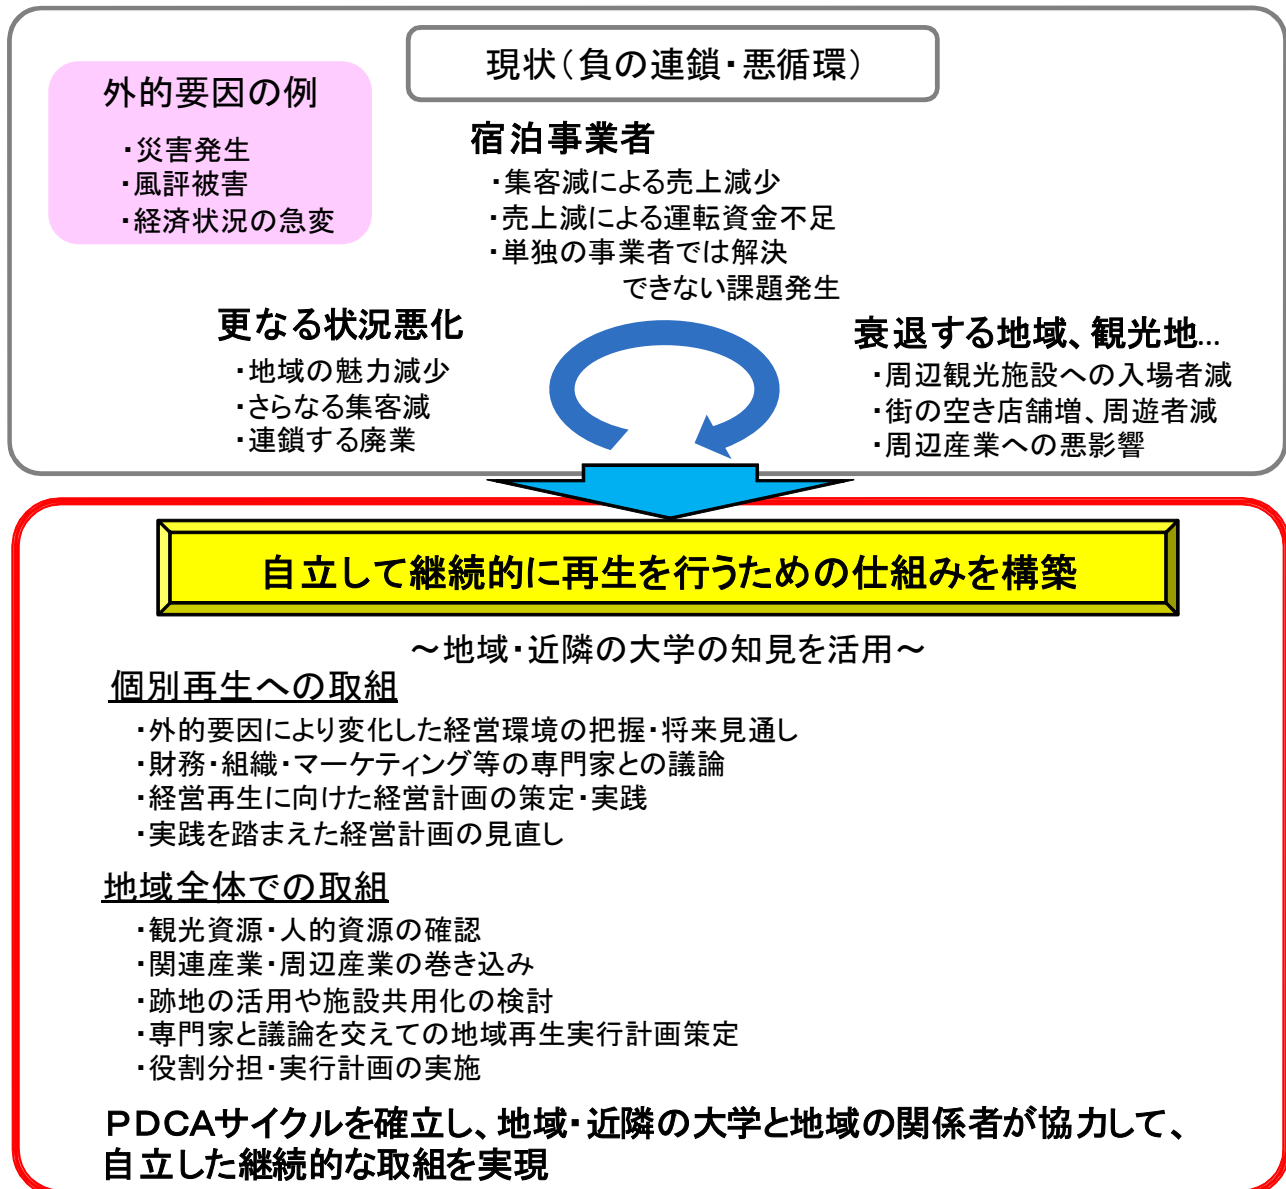 現状(負の連鎖・悪循環)
外的要因の例
・災害発生
・風評被害
・経済状況の急変
宿泊事業者
・集客減による売上減少
・売上減による運転資金不足
・単独の事業者では解決
できない課題発生
更なる状況悪化
・地域の魅力減少
・さらなる集客減
・連鎖する廃業
衰退する地域、観光地…
・周辺観光施設への入場者減
・街の空き店舗増、周遊者減
・周辺産業への悪影響
自立して継続的に再生を行うための仕組みを構築
～地域・近隣の大学の知見を活用～
個別再生への取組
・外的要因により変化した経営環境の把握・将来見通し
・財務・組織・マーケティング等の専門家との議論
・経営再生に向けた経営計画の策定・実践
・実践を踏まえた経営計画の見直し
地域全体での取組
・観光資源・人的資源の確認
・関連産業・周辺産業の巻き込み
・跡地の活用や施設共用化の検討
・専門家と議論を交えての地域再生実行計画策定
・役割分担・実行計画の実施
PDCAサイクルを確立し、地域・近隣の大学と地域の関係者が協力して、
自立した継続的な取組を実現